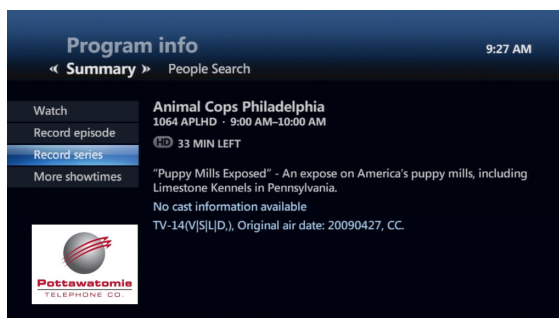 Program info
9:27 AM
« Summary » People Search
Watch
Record episode
Record series
More showtimes
Animal Cops Philadelphia
1064 APLHD · 9:00 AM–10:00 AM
HD 33 MIN LEFT
"Puppy Mills Exposed" - An expose on America's puppy mills, including
Limestone Kennels in Pennsylvania.
No cast information available
TV-14(V|S|L|D,), Original air date: 20090427, CC.
Pottawatomie
TELEPHONE CO.